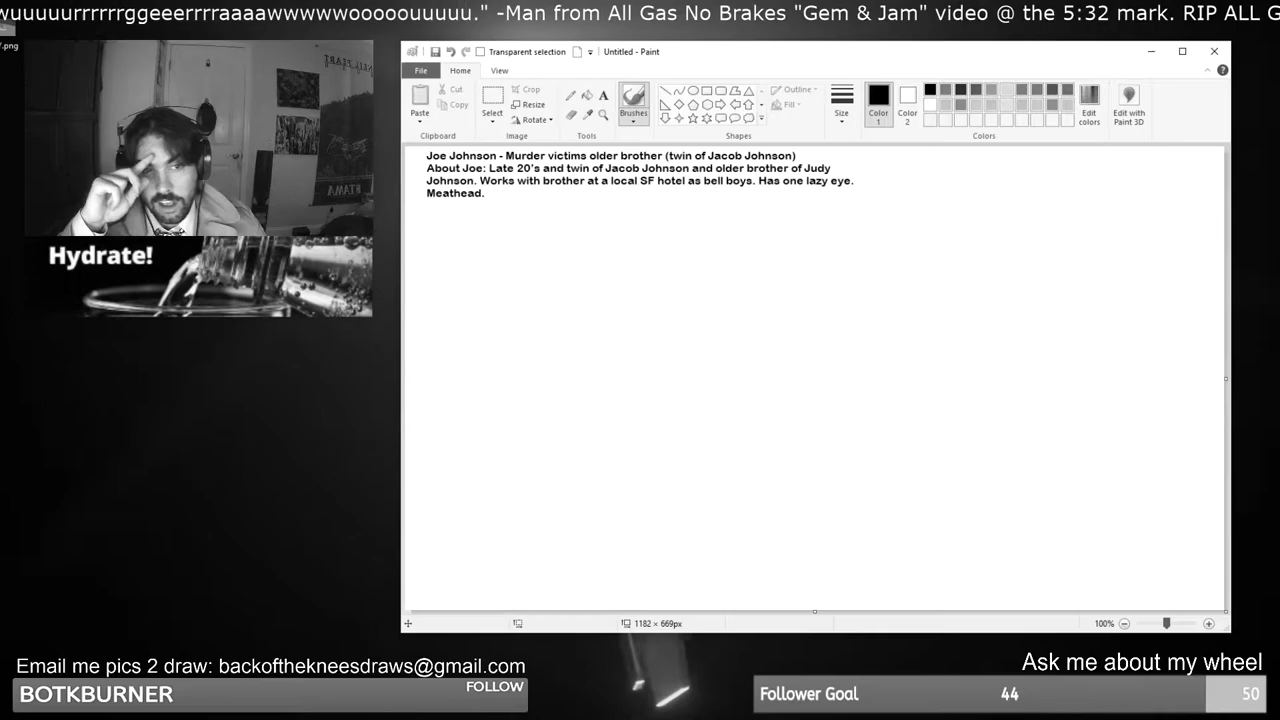 wuuuurrrrrrggeeerrrraaaawwwwwooooouuuuu." -Man from All Gas No Brakes "Gem & Jam" video @ the 5:32 mark. RIP ALL G
/.png
Hydrate!
Transparent selection
Untitled - Paint
File
Home
View
Paste
Cut
Copy
Clipboard
Select
Crop
Resize
Rotate
Image
Tools
Brushes
Shapes
Outline
Fill
Size
Color 1
Color 2
Edit colors
Colors
Edit with Paint 3D
Joe Johnson - Murder victims older brother (twin of Jacob Johnson)
About Joe: Late 20's and twin of Jacob Johnson and older brother of Judy
Johnson. Works with brother at a local SF hotel as bell boys. Has one lazy eye.
Meathead.
1182 × 669px
100%
Email me pics 2 draw: backofthekneesdraws@gmail.com
BOTKBURNER
FOLLOW
Ask me about my wheel
Follower Goal
44
50